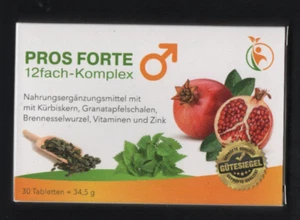 PROS FORTE
12fach-Komplex
Nahrungsergänzungsmittel mit
mit Kürbiskern, Granatapfelschalen,
Brennesselwurzel, Vitaminen und Zink
GÜTESIEGEL
30 Tabletten = 34,5 g